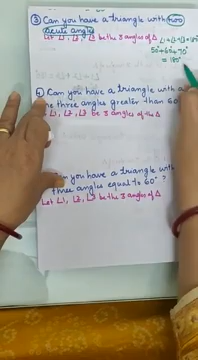 ③ Can you have a triangle with two
acute angles
Let ∠1, ∠2, ∠3 be the 3 angles of Δ
∠1+∠2+∠3=180°
50°+60°+70°
= 180°
④ Can you have a triangle with a
three angles greater than 60
∠1, ∠2, ∠3 be 3 angles of the Δ
you have a triangle with
three angles equal to 60° ?
Let ∠1, ∠2, ∠3 be the 3 angles of Δ